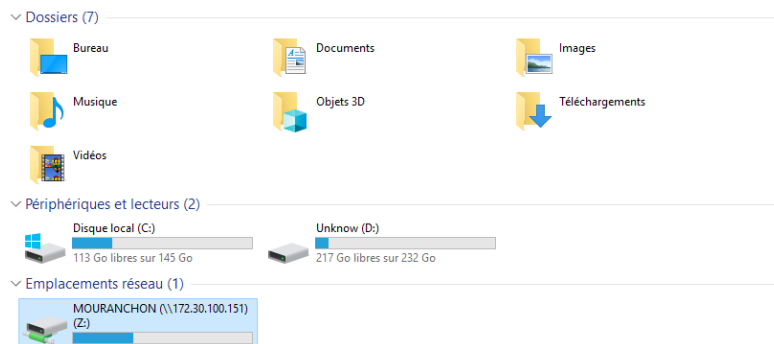 Dossiers (7)
Bureau
Documents
Images
Musique
Objets 3D
Téléchargements
Vidéos
Périphériques et lecteurs (2)
Disque local (C:)
113 Go libres sur 145 Go
Unknow (D:)
217 Go libres sur 232 Go
Emplacements réseau (1)
MOURANCHON (\\172.30.100.151)
(Z:)